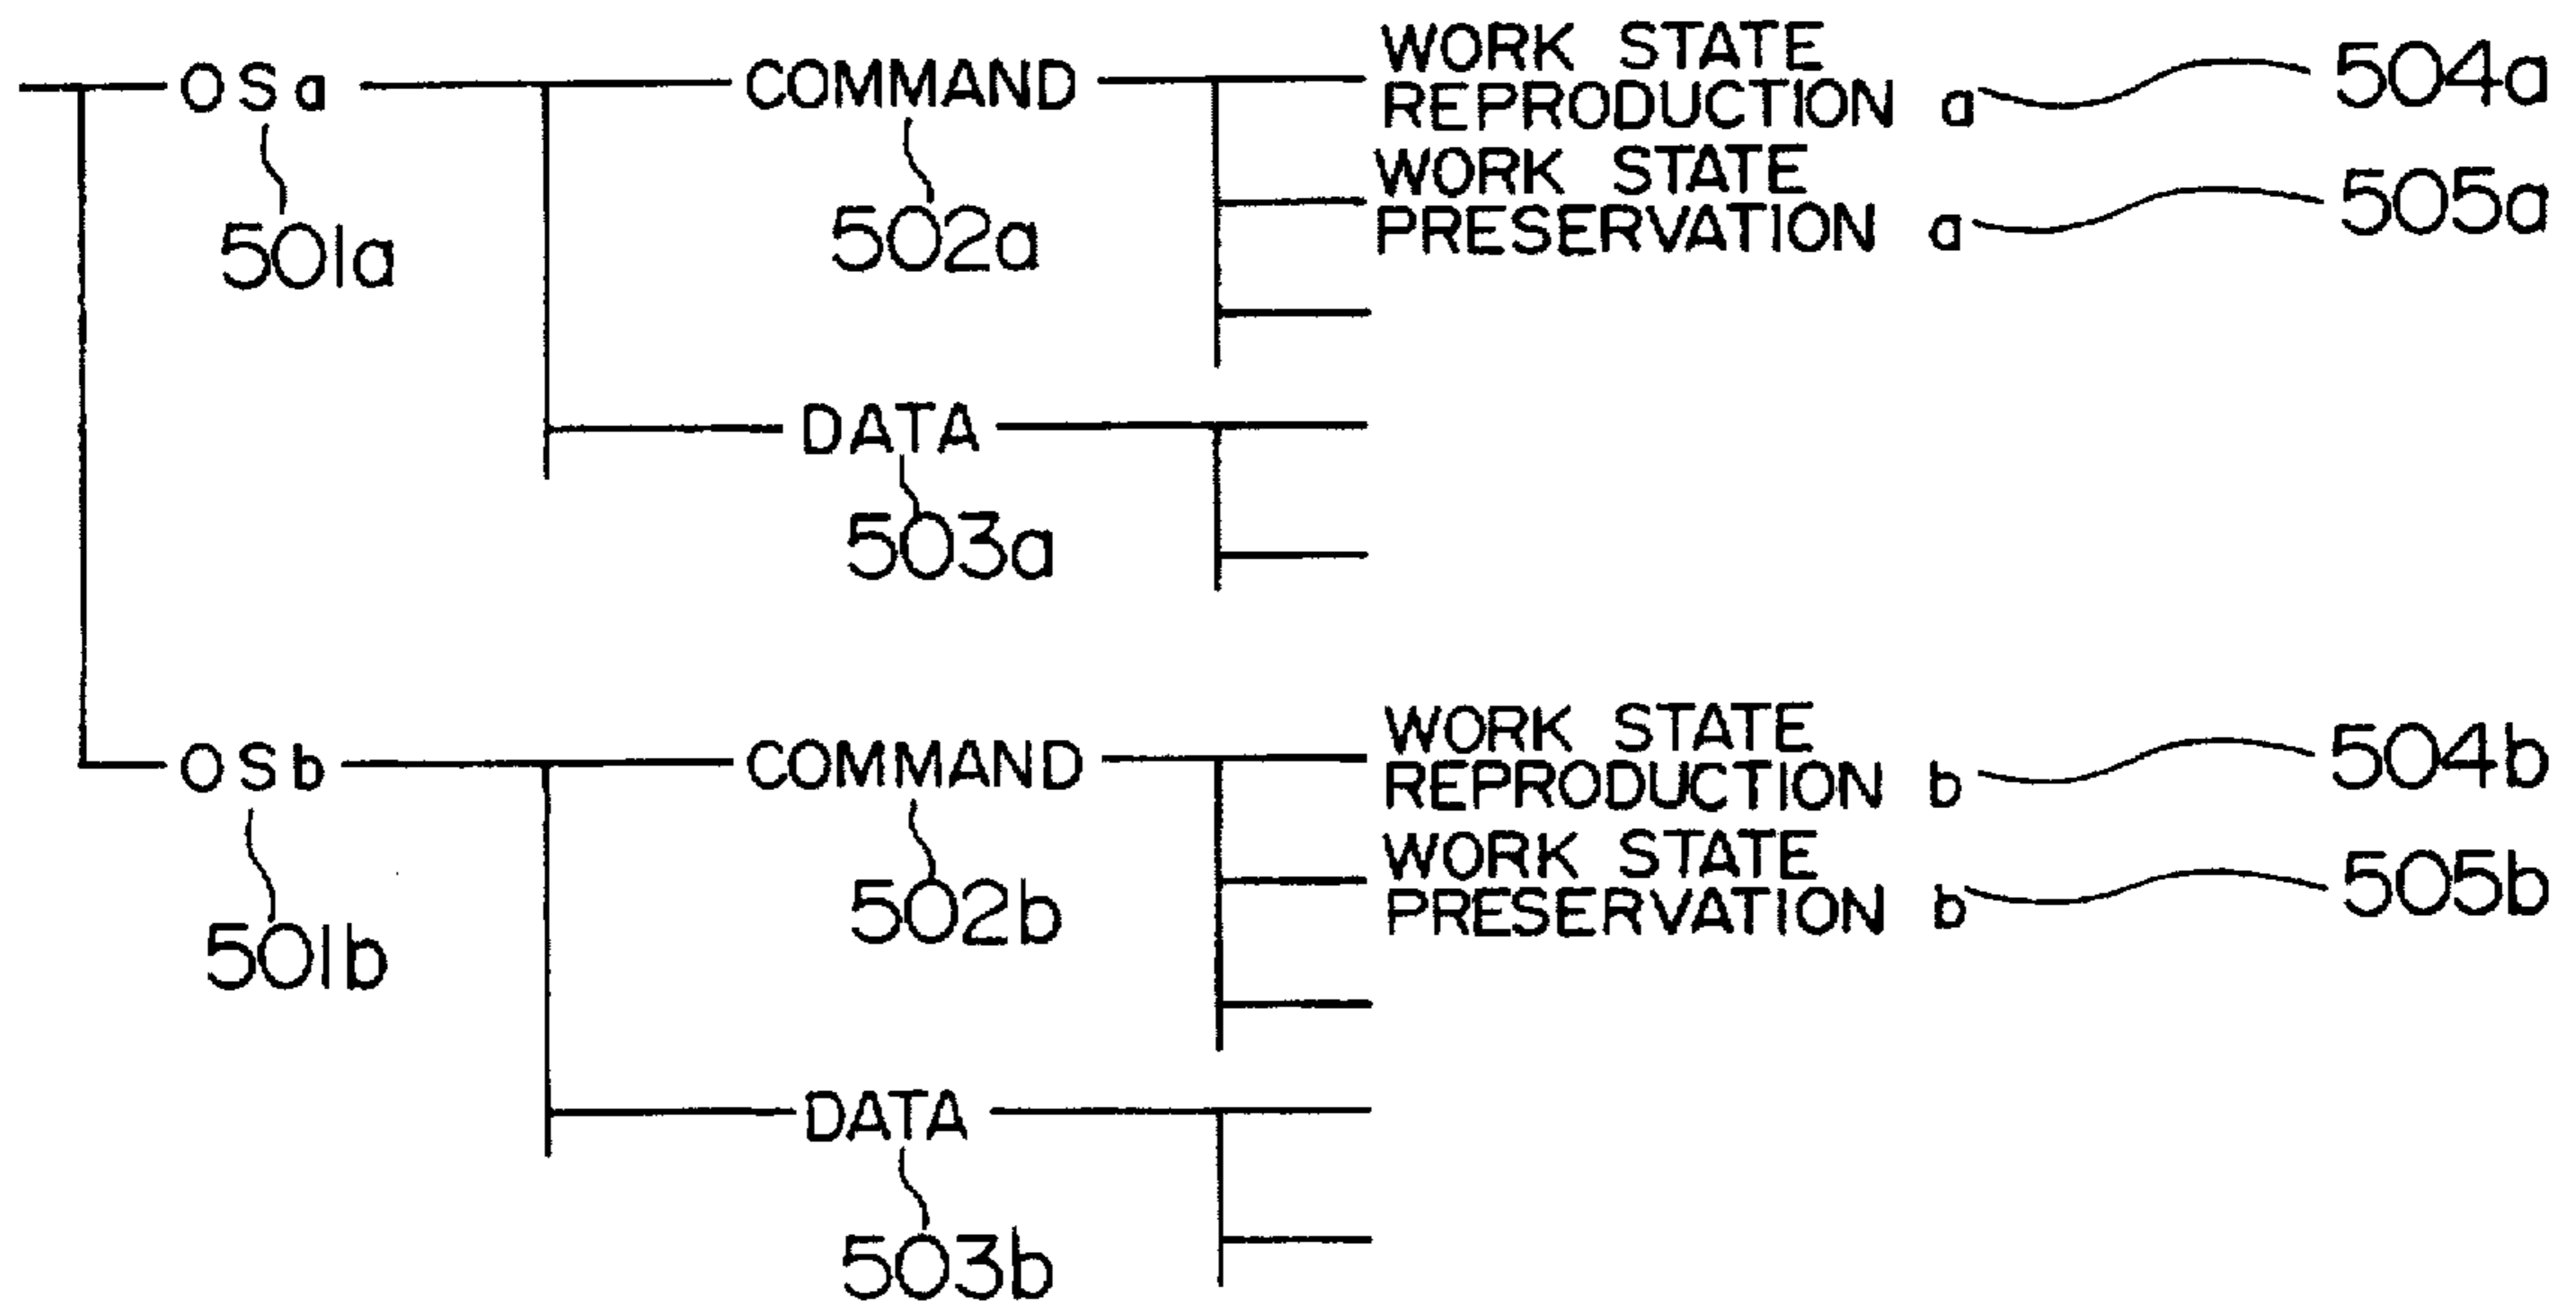 WORK STATE
OSa COMMAND REPRODUCTION a 504a
WORK STATE
501a 502a PRESERVATION a 505a
DATA
503a
WORK STATE
OSb COMMAND REPRODUCTION b 504b
WORK STATE
501b 502b PRESERVATION b 505b
DATA
503b